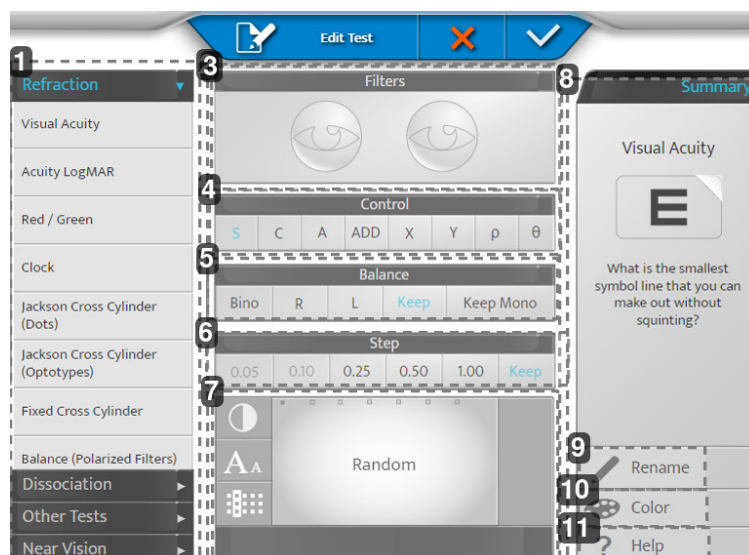 Edit Test
1
Refraction
Visual Acuity
Acuity LogMAR
Red / Green
Clock
Jackson Cross Cylinder
(Dots)
Jackson Cross Cylinder
(Optotypes)
Fixed Cross Cylinder
Balance (Polarized Filters)
Dissociation
Other Tests
Near Vision
3
Filters
4
Control
S C A ADD X Y ρ θ
5
Balance
Bino R L Keep Keep Mono
6
Step
0.05 0.10 0.25 0.50 1.00 Keep
7
A A
Random
8
Summary
Visual Acuity
E
What is the smallest
symbol line that you can
make out without
squinting?
9
Rename
10
Color
11
? Help